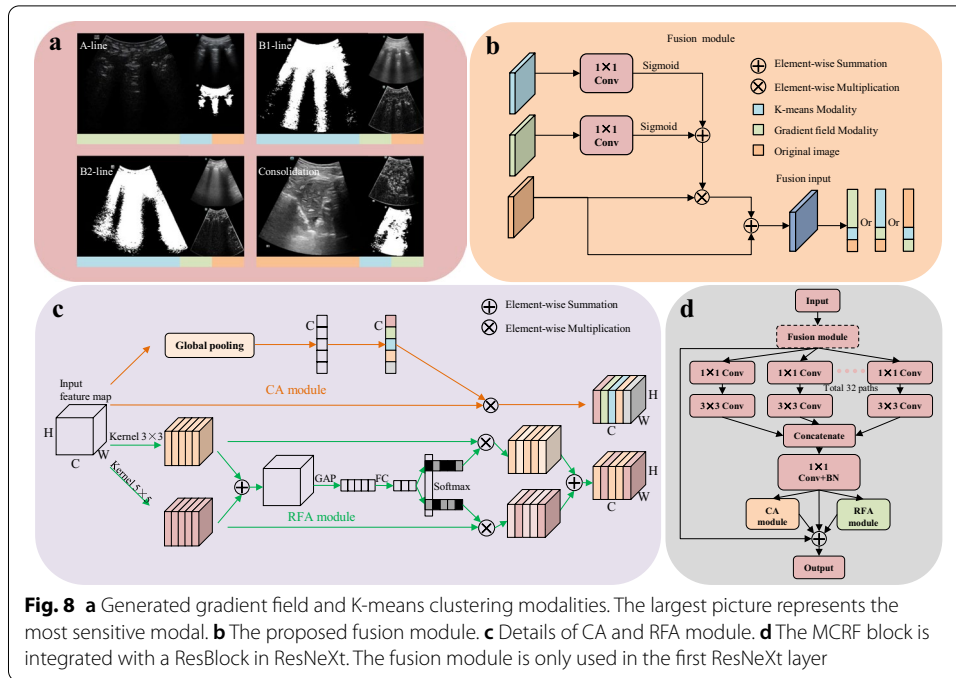 a
A-line
B1-line
B2-line
Consolidation
b
Fusion module
1×1
Conv
Sigmoid
1×1
Conv
Sigmoid
Element-wise Summation
Element-wise Multiplication
K-means Modality
Gradient field Modality
Original image
Fusion input
Or
Or
c
Element-wise Summation
Element-wise Multiplication
Global pooling
C
C
CA module
Input
feature map
H
W
C
Kernel 3×3
Kernel 5×5
GAP
FC
Softmax
RFA module
H
W
C
H
W
C
d
Input
Fusion module
1×1 Conv
1×1 Conv
1×1 Conv
Total 32 paths
3×3 Conv
3×3 Conv
3×3 Conv
Concatenate
1×1
Conv+BN
CA
module
RFA
module
Output
Fig. 8 a Generated gradient field and K-means clustering modalities. The largest picture represents the
most sensitive modal. b The proposed fusion module. c Details of CA and RFA module. d The MCRF block is
integrated with a ResBlock in ResNeXt. The fusion module is only used in the first ResNeXt layer